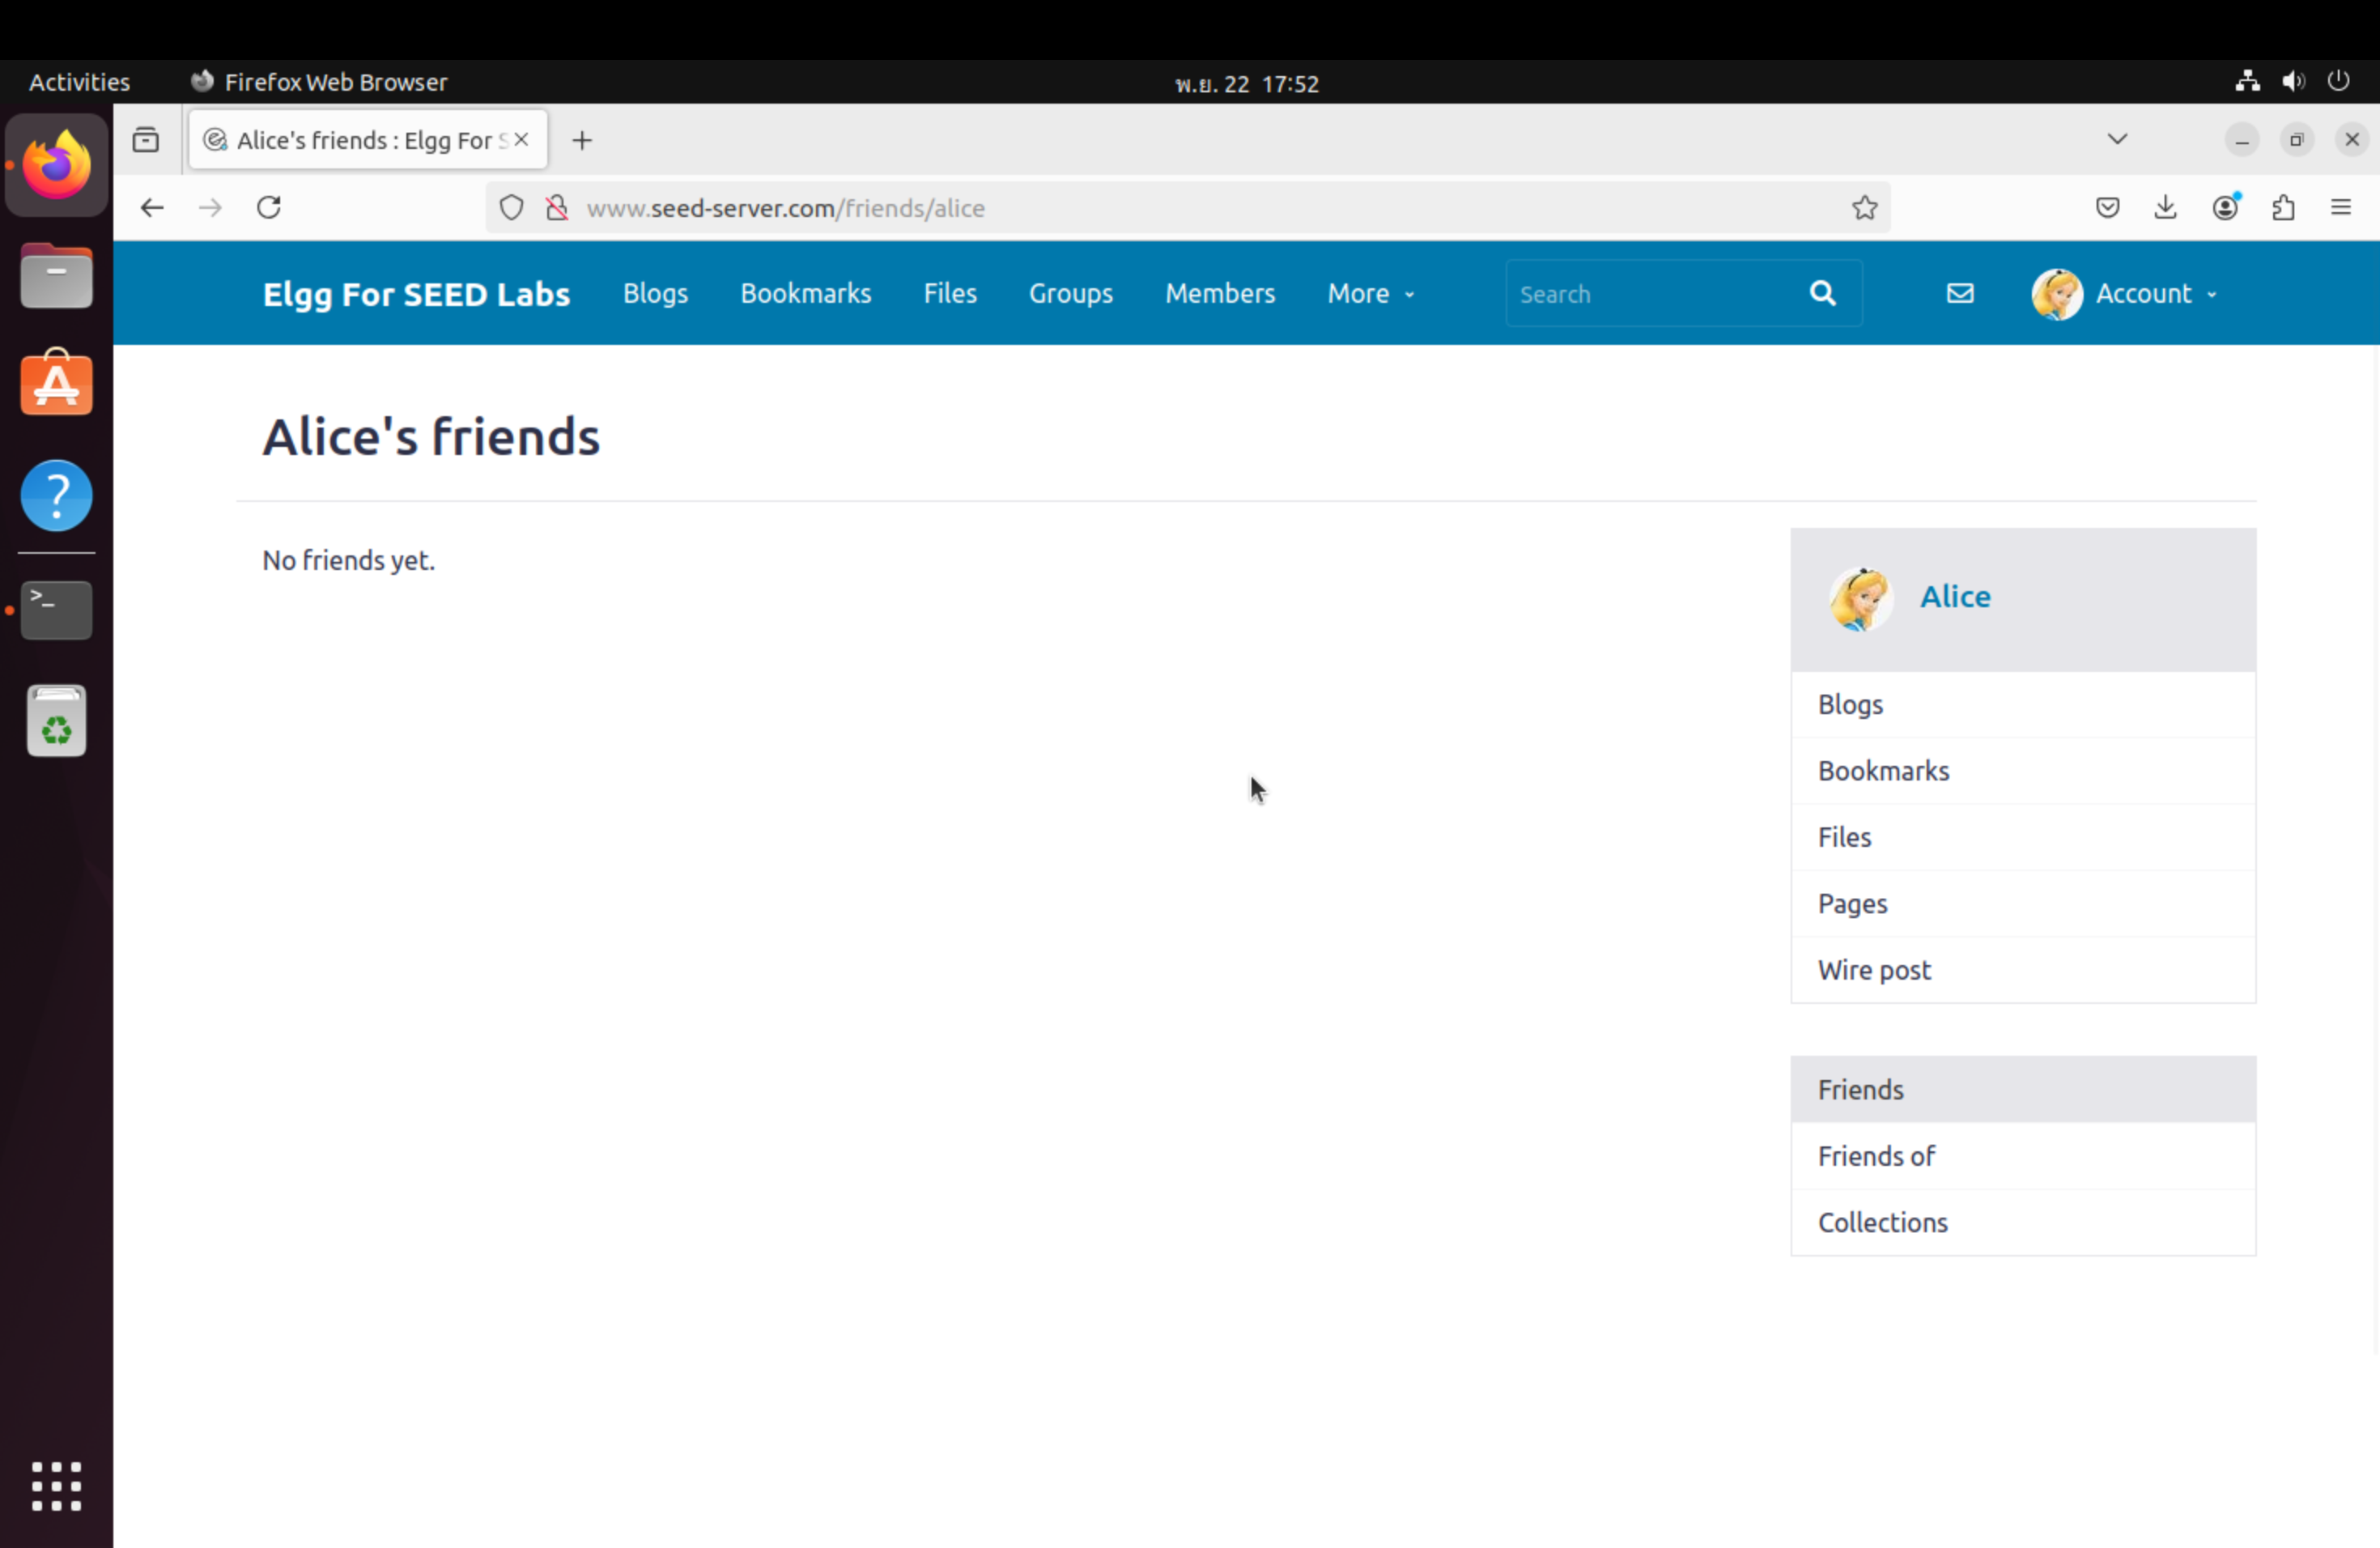 Activities Firefox Web Browser พ.ย. 22 17:52
Alice's friends : Elgg For S
www.seed-server.com/friends/alice
Elgg For SEED Labs Blogs Bookmarks Files Groups Members More Search Account
Alice's friends
No friends yet.
Alice
Blogs
Bookmarks
Files
Pages
Wire post
Friends
Friends of
Collections